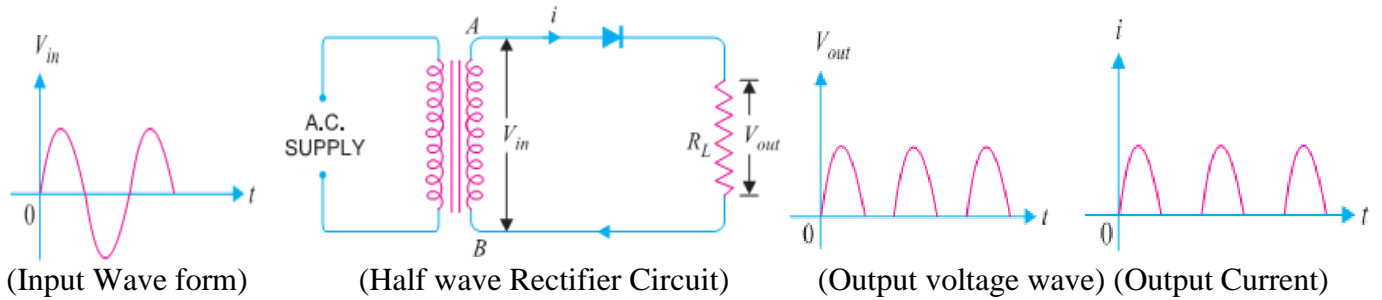 V_in
t
0
(Input Wave form)
A.C.
SUPPLY
A
i
V_in
R_L
V_out
B
(Half wave Rectifier Circuit)
V_out
t
0
(Output voltage wave)
i
t
0
(Output Current)